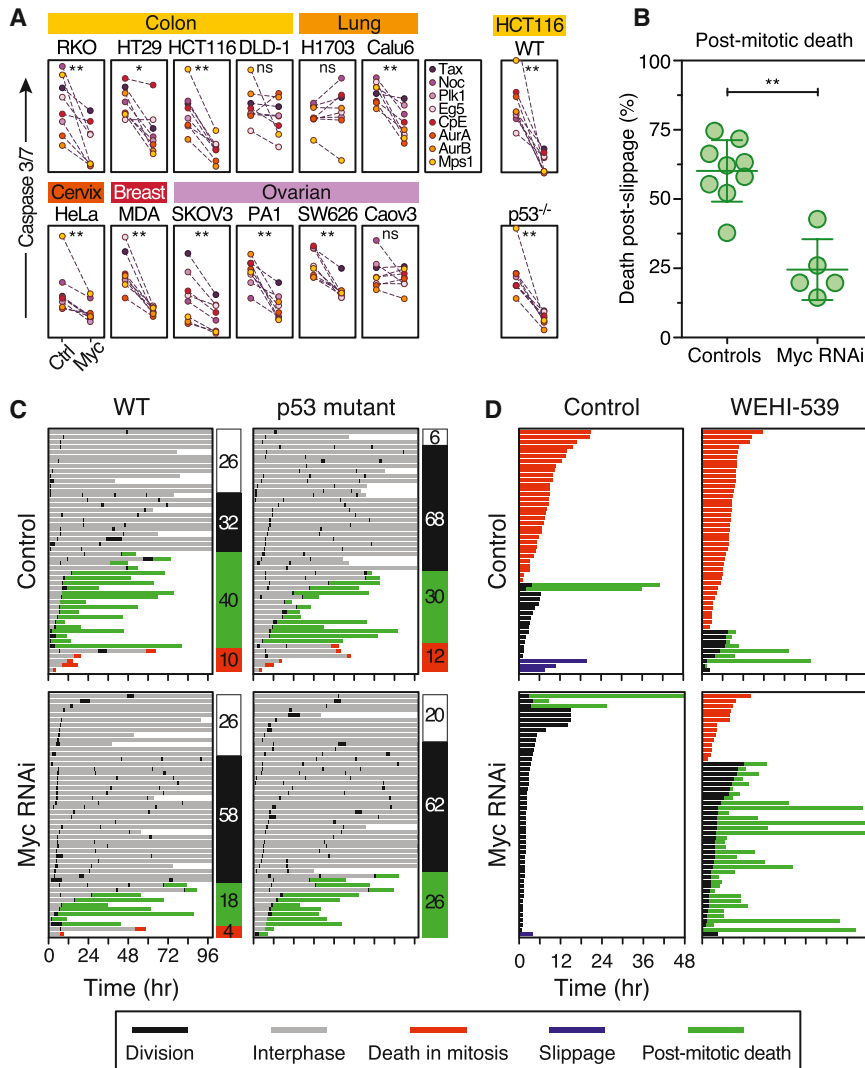 A
Colon
Lung
HCT116
RKO HT29 HCT116 DLD-1 H1703 Calu6
WT
** * ** ns ns ** **
Tax
Noc
Plk1
Eg5
CpE
AurA
AurB
Mps1
Caspase 3/7
Cervix Breast Ovarian
HeLa MDA SKOV3 PA1 SW626 Caov3
p53-/-
** ** ** ** ** ns **
Ctrl Myc
B
Post-mitotic death
**
Death post-slippage (%)
100
75
50
25
0
Controls Myc RNAi
C
WT p53 mutant
Control
26
32
40
10
6
68
30
12
Myc RNAi
26
58
18
4
20
62
26
0 24 48 72 96
Time (hr)
D
Control WEHI-539
Control
Myc RNAi
0 12 24 36 48
Time (hr)
Division Interphase Death in mitosis Slippage Post-mitotic death